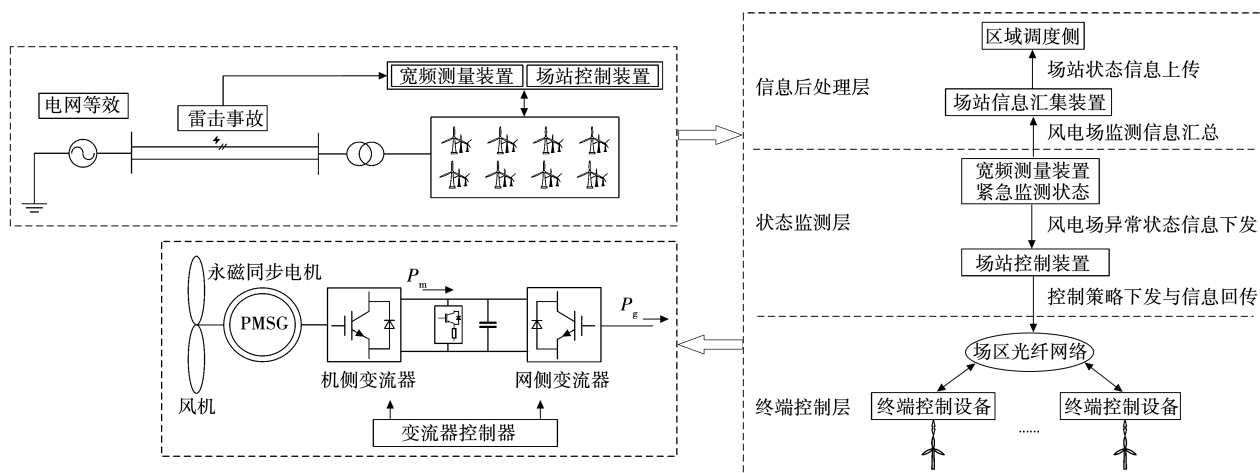 宽频测量装置 场站控制装置
电网等效
雷击事故
永磁同步电机
PMSG
Pm
Pg
机侧变流器
网侧变流器
风机
变流器控制器
信息后处理层
区域调度侧
场站状态信息上传
场站信息汇集装置
风电场监测信息汇总
状态监测层
宽频测量装置
紧急监测状态
风电场异常状态信息下发
场站控制装置
控制策略下发与信息回传
终端控制层
场区光纤网络
终端控制设备 终端控制设备
……